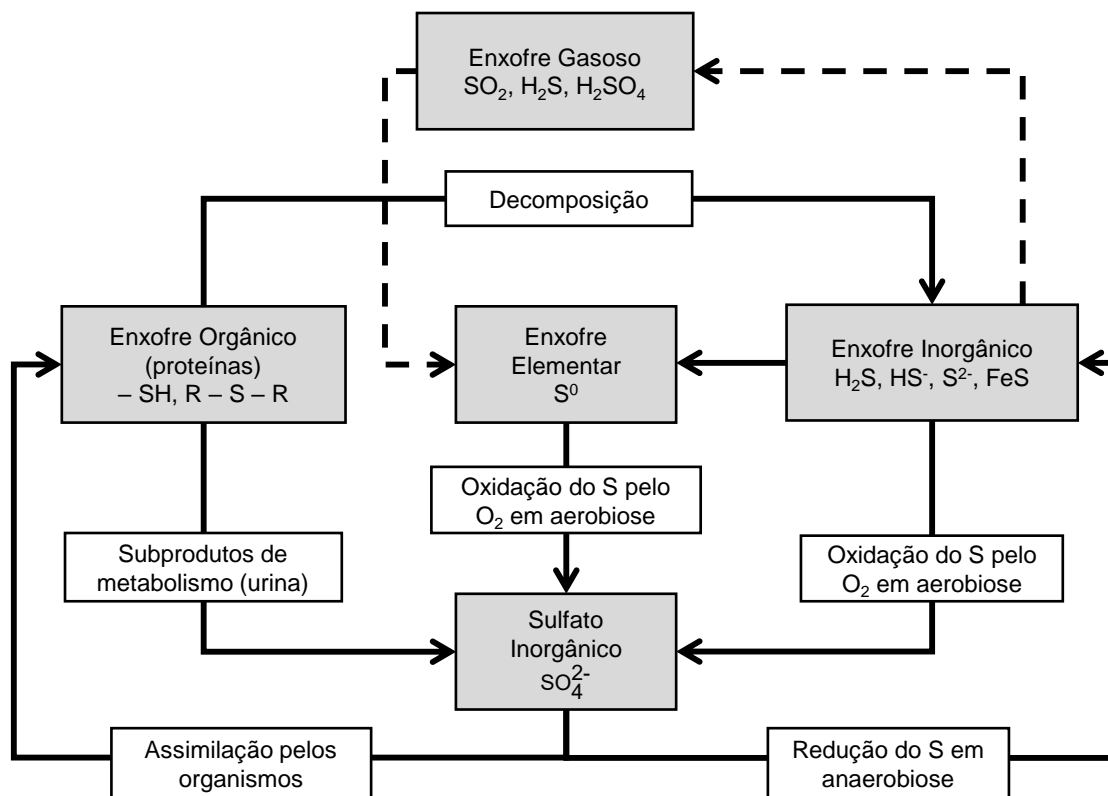 Enxofre Gasoso
SO₂, H₂S, H₂SO₄
Decomposição
Enxofre Orgânico
(proteínas)
– SH, R – S – R
Enxofre
Elementar
S⁰
Enxofre Inorgânico
H₂S, HS⁻, S²⁻, FeS
Oxidação do S pelo
O₂ em aerobiose
Subprodutos de
metabolismo (urina)
Oxidação do S pelo
O₂ em aerobiose
Sulfato
Inorgânico
SO₄²⁻
Assimilação pelos
organismos
Redução do S em
anaerobiose